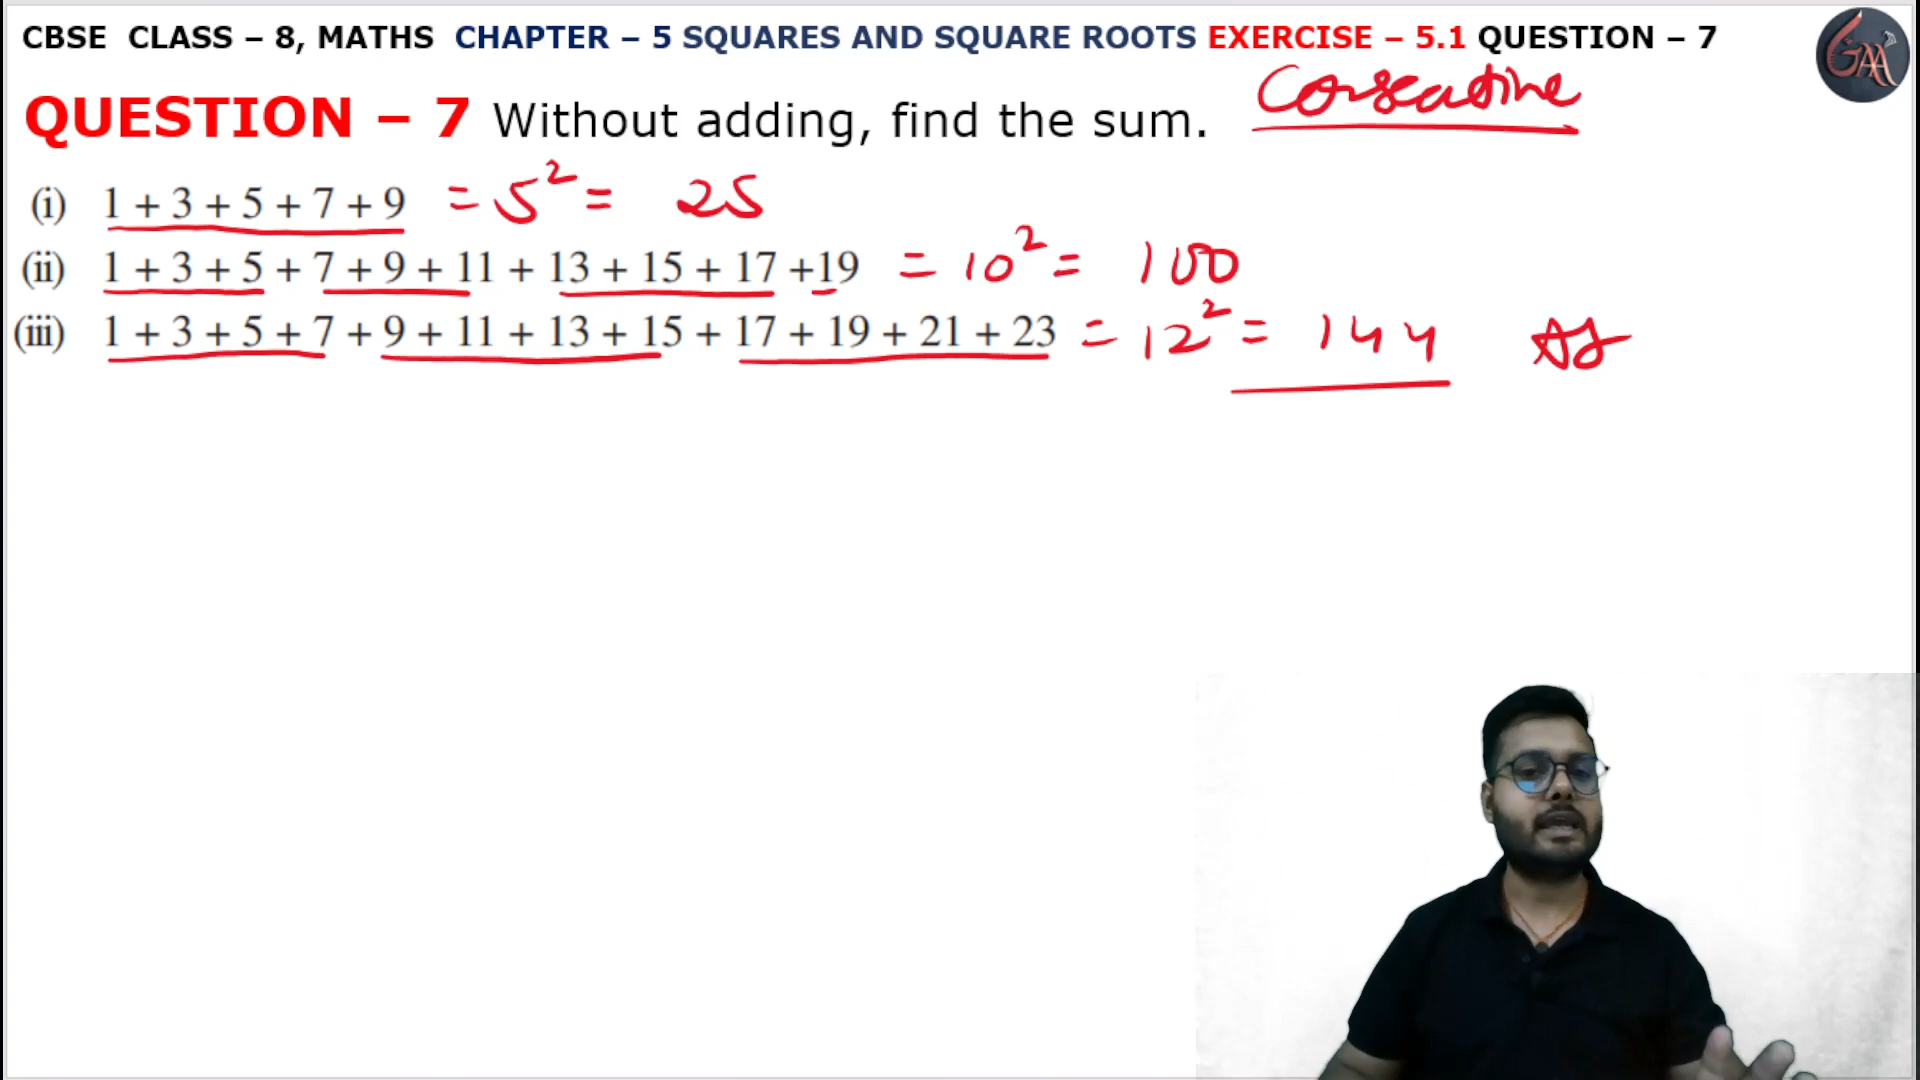 CBSE CLASS – 8, MATHS CHAPTER – 5 SQUARES AND SQUARE ROOTS EXERCISE – 5.1 QUESTION – 7
QUESTION – 7 Without adding, find the sum. Consecutive
(i) 1 + 3 + 5 + 7 + 9 = 5² = 25
(ii) 1 + 3 + 5 + 7 + 9 + 11 + 13 + 15 + 17 +19 = 10² = 100
(iii) 1 + 3 + 5 + 7 + 9 + 11 + 13 + 15 + 17 + 19 + 21 + 23 = 12² = 144